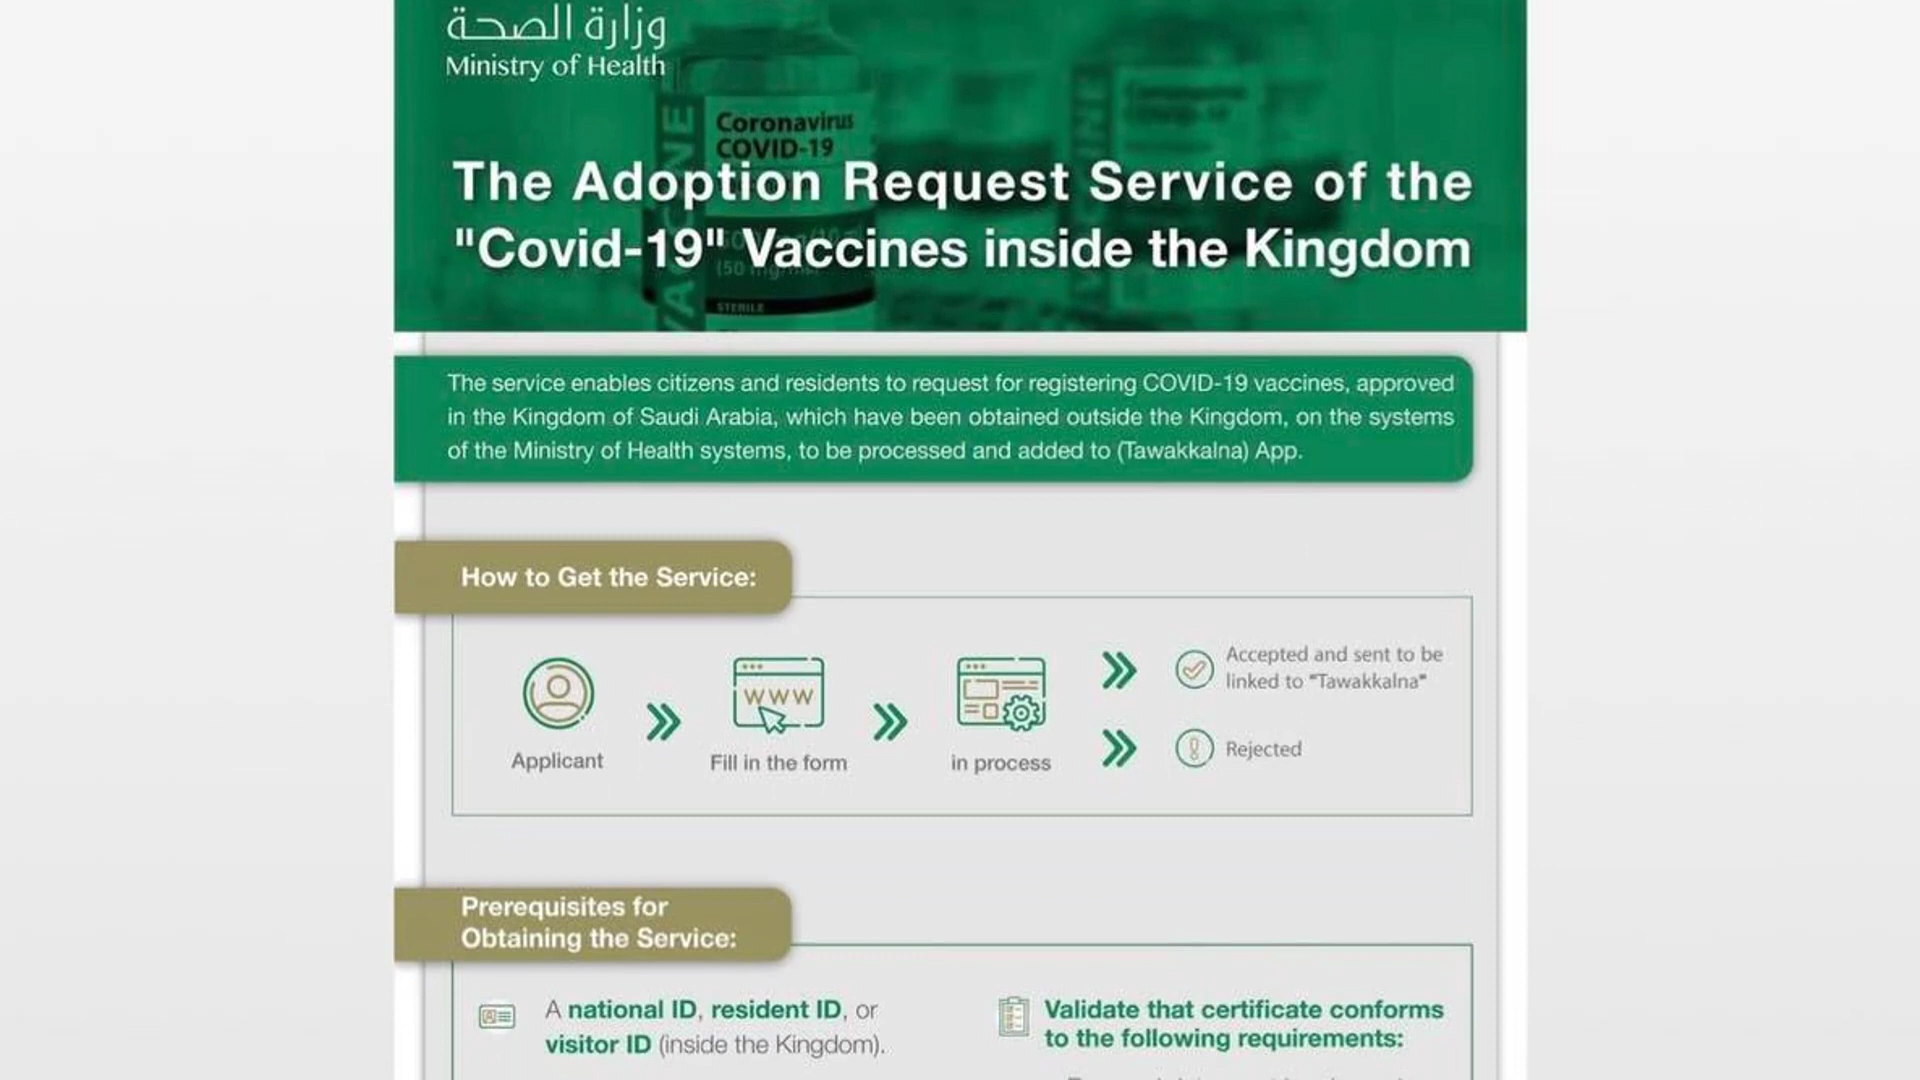 وزارة الصحة
Ministry of Health
VACCINE
Coronavirus
COVID-19
The Adoption Request Service of the
"Covid-19" Vaccines inside the Kingdom
STERILE
The service enables citizens and residents to request for registering COVID-19 vaccines, approved
in the Kingdom of Saudi Arabia, which have been obtained outside the Kingdom, on the systems
of the Ministry of Health systems, to be processed and added to (Tawakkalna) App.
How to Get the Service:
Applicant
WWW
Fill in the form
in process
Accepted and sent to be
linked to "Tawakkalna"
Rejected
Prerequisites for
Obtaining the Service:
A national ID, resident ID, or
visitor ID (inside the Kingdom).
Validate that certificate conforms
to the following requirements: